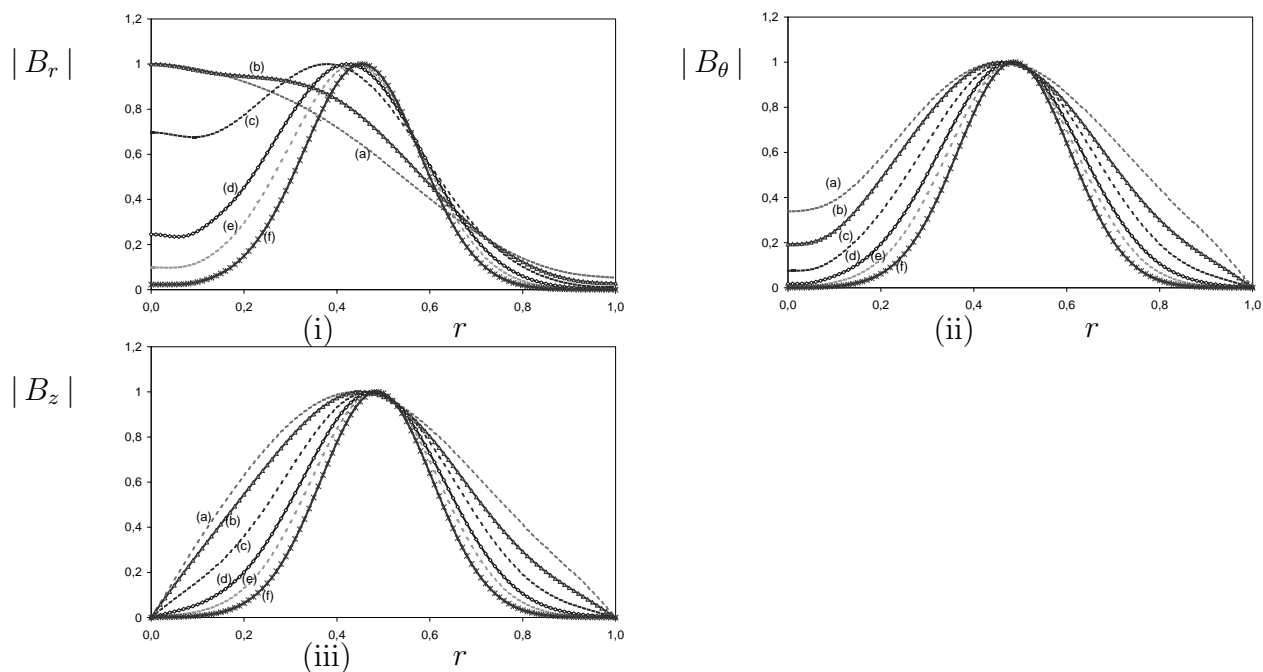 1,2
1
0,8
0,6
0,4
0,2
0
| B_r |
(a)
(b)
(c)
(d)
(e)
(f)
0,0 0,2 0,4 0,6 0,8 1,0
(i) r
1,2
1
0,8
0,6
0,4
0,2
0
| B_θ |
(a)
(b)
(c)
(d) (e)
(f)
0,0 0,2 0,4 0,6 0,8 1,0
(ii) r
1,2
1
0,8
0,6
0,4
0,2
0
| B_z |
(a) (b)
(c)
(d) (e)
(f)
0,0 0,2 0,4 0,6 0,8 1,0
(iii) r